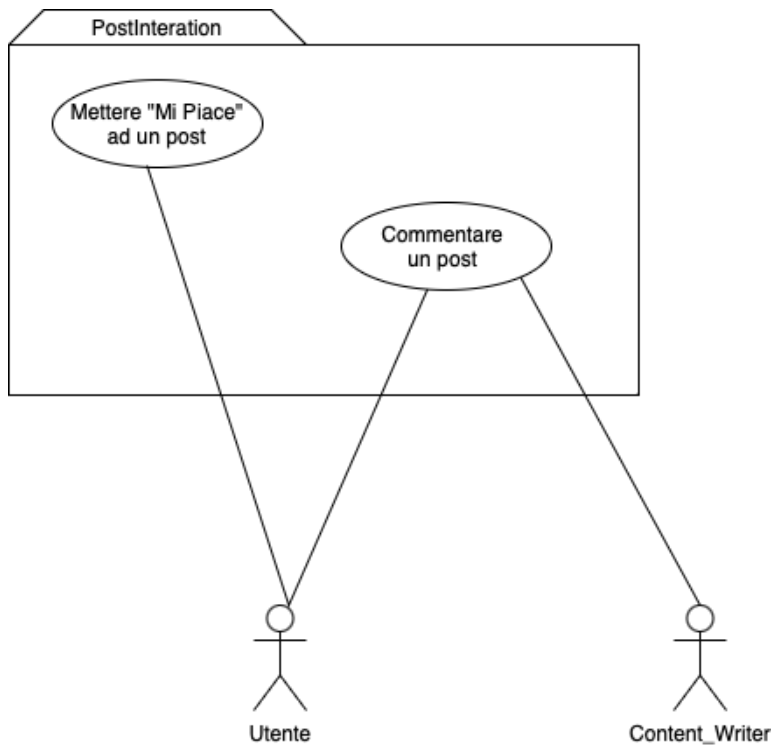 PostInteration
Mettere "Mi Piace"
ad un post
Commentare
un post
Utente
Content_Writer